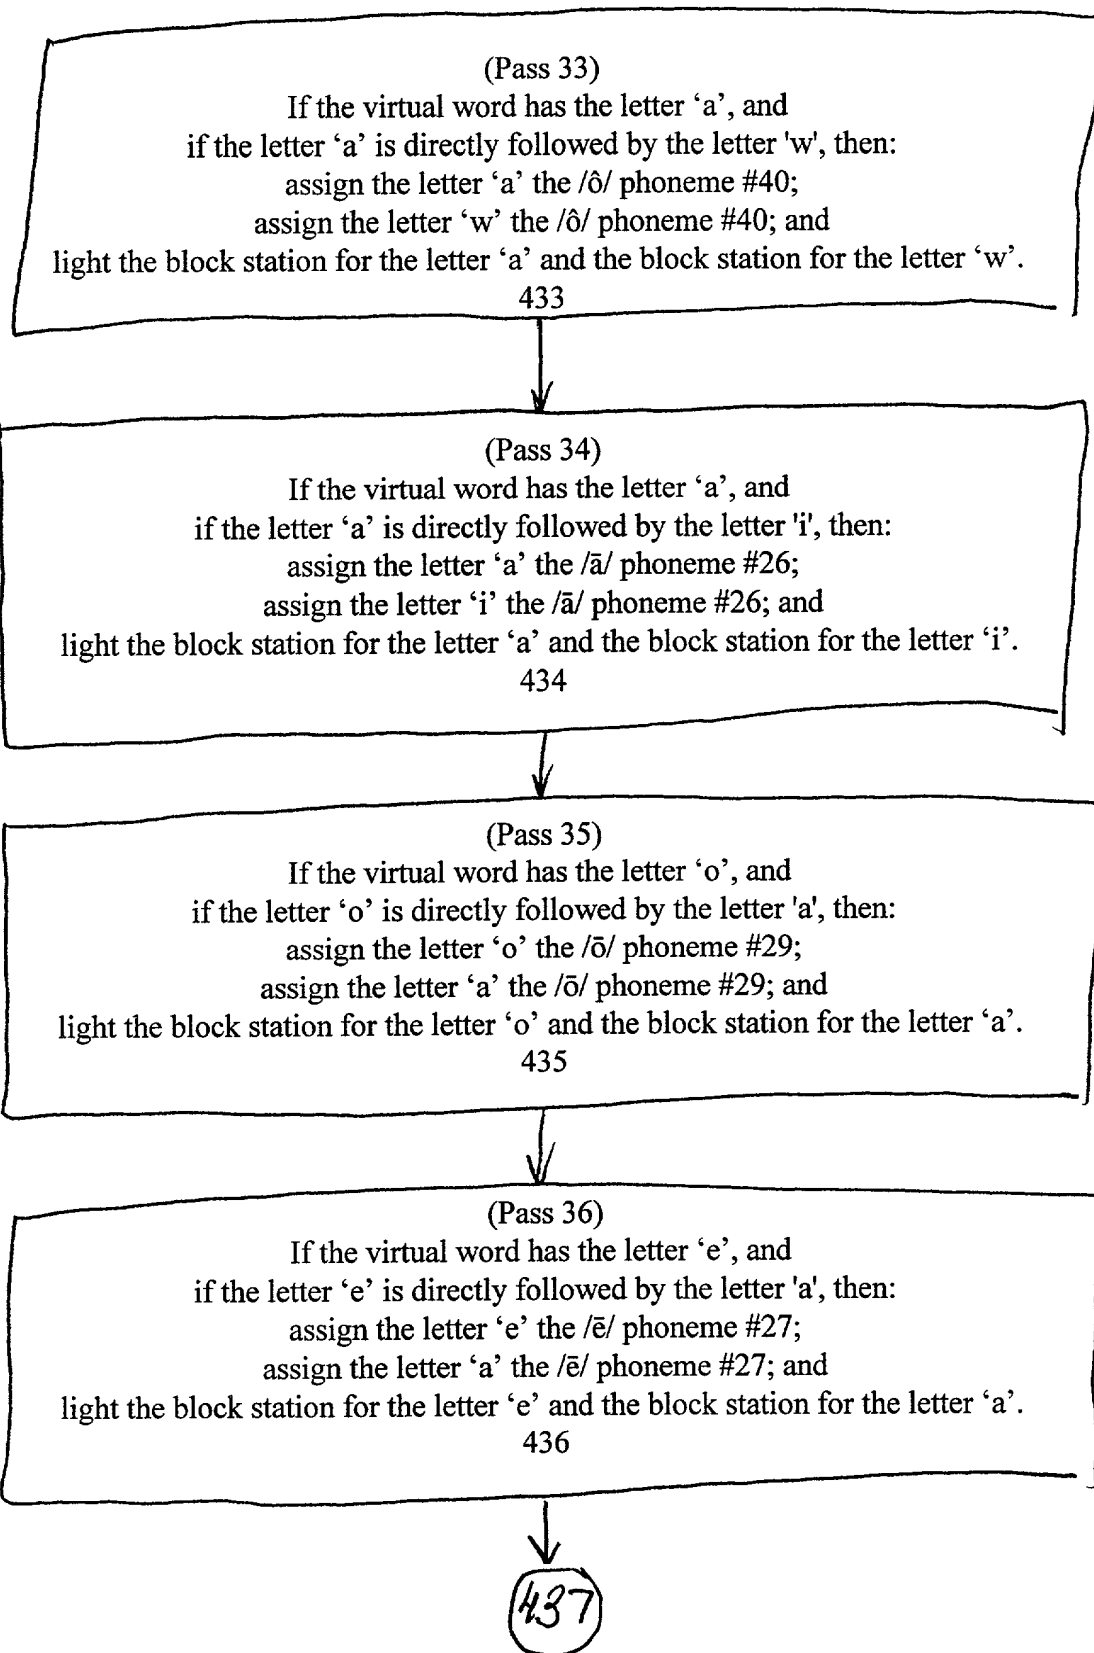 (Pass 33)
If the virtual word has the letter ‘a’, and
if the letter ‘a’ is directly followed by the letter 'w', then:
assign the letter ‘a’ the /ô/ phoneme #40;
assign the letter ‘w’ the /ô/ phoneme #40; and
light the block station for the letter ‘a’ and the block station for the letter ‘w’.
433
(Pass 34)
If the virtual word has the letter ‘a’, and
if the letter ‘a’ is directly followed by the letter 'i', then:
assign the letter ‘a’ the /ā/ phoneme #26;
assign the letter ‘i’ the /ā/ phoneme #26; and
light the block station for the letter ‘a’ and the block station for the letter ‘i’.
434
(Pass 35)
If the virtual word has the letter ‘o’, and
if the letter ‘o’ is directly followed by the letter 'a', then:
assign the letter ‘o’ the /ō/ phoneme #29;
assign the letter ‘a’ the /ō/ phoneme #29; and
light the block station for the letter ‘o’ and the block station for the letter ‘a’.
435
(Pass 36)
If the virtual word has the letter ‘e’, and
if the letter ‘e’ is directly followed by the letter 'a', then:
assign the letter ‘e’ the /ē/ phoneme #27;
assign the letter ‘a’ the /ē/ phoneme #27; and
light the block station for the letter ‘e’ and the block station for the letter ‘a’.
436
437